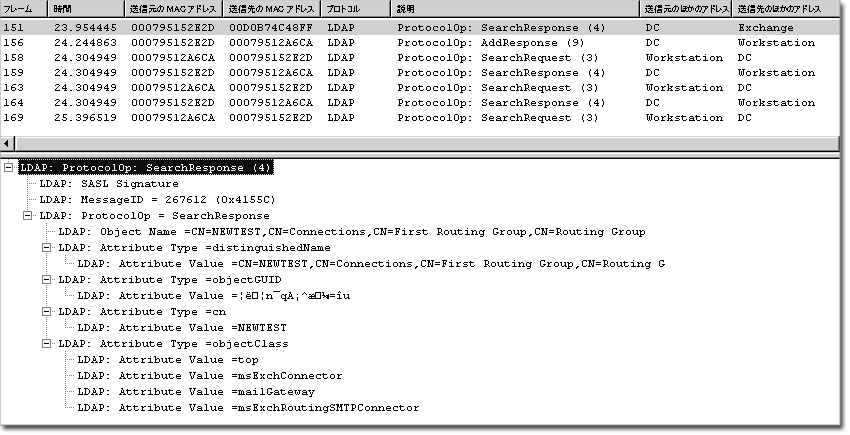 フレーム 時間 送信元の MAC アドレス 送信先の MAC アドレス プロトコル 説明 送信元のほかのアドレス 送信先のほかのアドレス
151 23.954445 000795152E2D 00D0B74C48FF LDAP ProtocolOp: SearchResponse (4) DC Exchange
156 24.244863 000795152E2D 00079512A6CA LDAP ProtocolOp: AddResponse (9) DC Workstation
158 24.304949 00079512A6CA 000795152E2D LDAP ProtocolOp: SearchRequest (3) Workstation DC
159 24.304949 000795152E2D 00079512A6CA LDAP ProtocolOp: SearchResponse (4) DC Workstation
163 24.304949 00079512A6CA 000795152E2D LDAP ProtocolOp: SearchRequest (3) Workstation DC
164 24.304949 000795152E2D 00079512A6CA LDAP ProtocolOp: SearchResponse (4) DC Workstation
169 25.396519 00079512A6CA 000795152E2D LDAP ProtocolOp: SearchRequest (3) Workstation DC
LDAP: ProtocolOp: SearchResponse (4)
LDAP: SASL Signature
LDAP: MessageID = 267612 (0x4155C)
LDAP: ProtocolOp = SearchResponse
LDAP: Object Name =CN=NEWTEST,CN=Connections,CN=First Routing Group,CN=Routing Group
LDAP: Attribute Type =distinguishedName
LDAP: Attribute Value =CN=NEWTEST,CN=Connections,CN=First Routing Group,CN=Routing G
LDAP: Attribute Type =objectGUID
LDAP: Attribute Value =¦ë□¦n¯qA¡^æ□¼=îu
LDAP: Attribute Type =cn
LDAP: Attribute Value =NEWTEST
LDAP: Attribute Type =objectClass
LDAP: Attribute Value =top
LDAP: Attribute Value =msExchConnector
LDAP: Attribute Value =mailGateway
LDAP: Attribute Value =msExchRoutingSMTPConnector